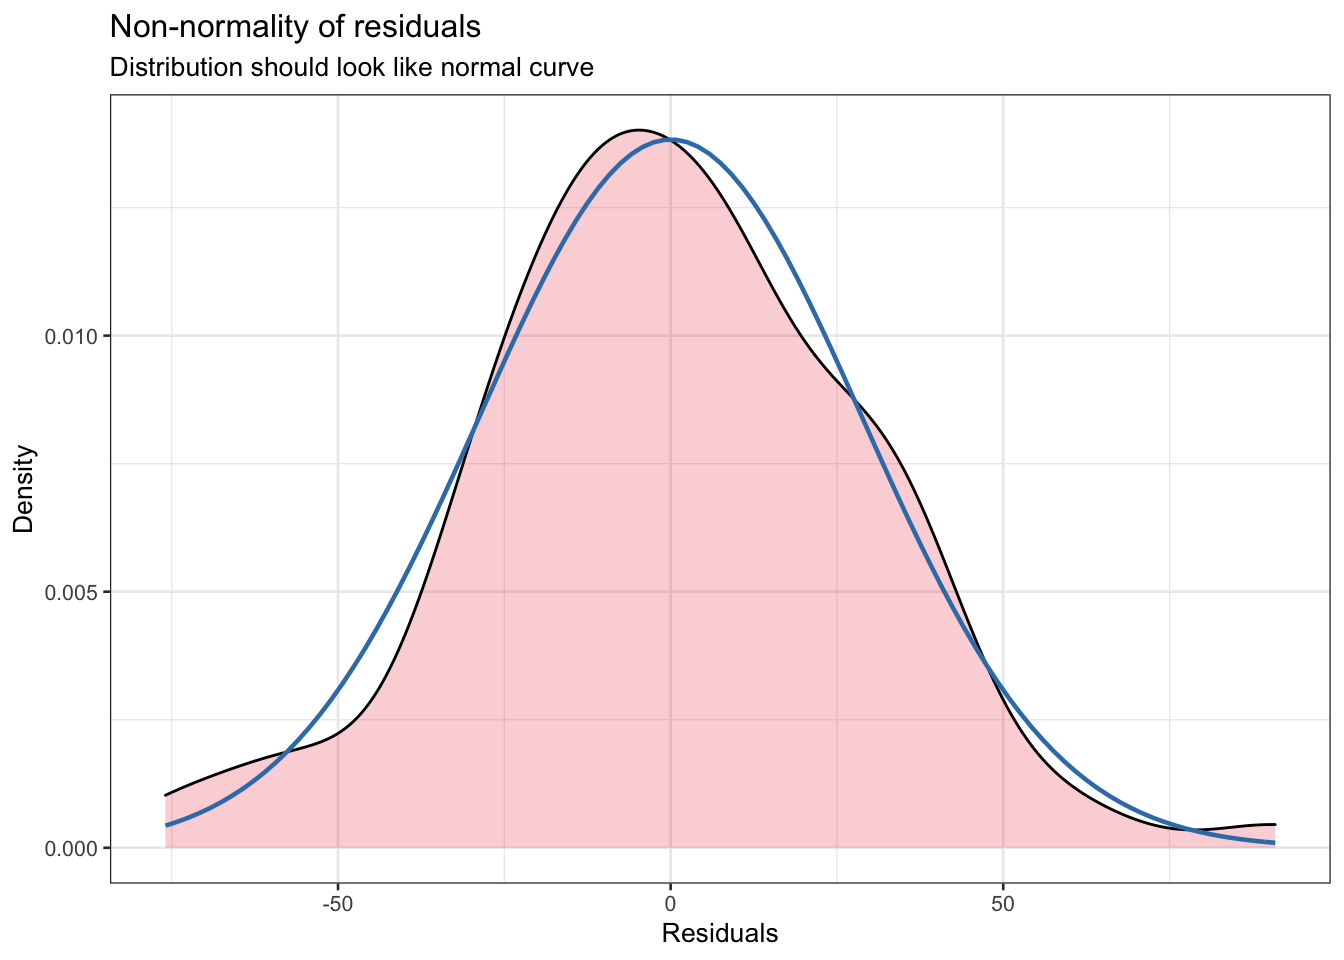 Non-normality of residuals
Distribution should look like normal curve
Density
0.010
0.005
0.000
-50
0
50
Residuals